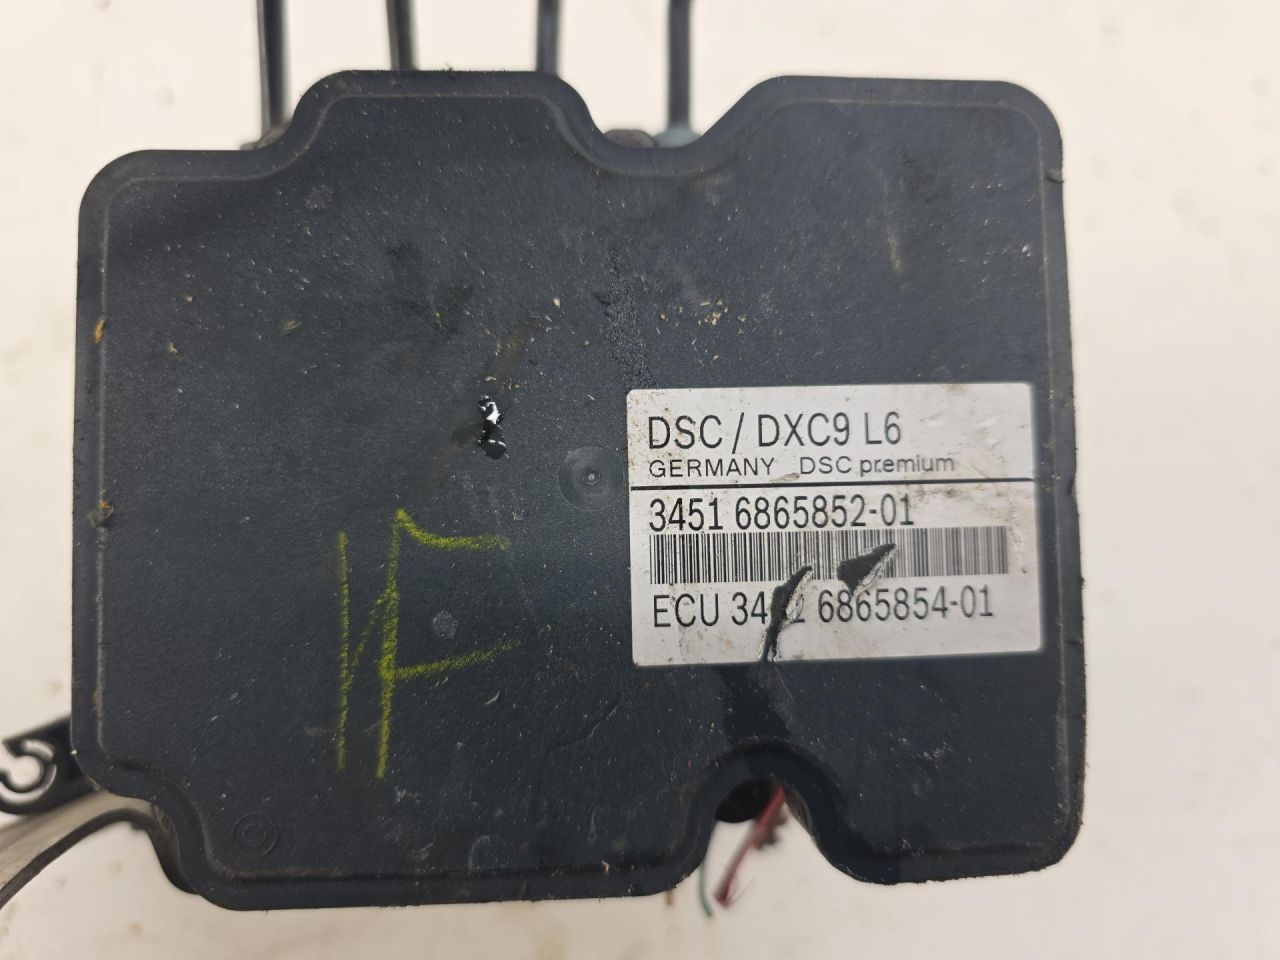 DSC / DXC9 L6
GERMANY DSC premium
3451 6865852-01
ECU 6865854-01